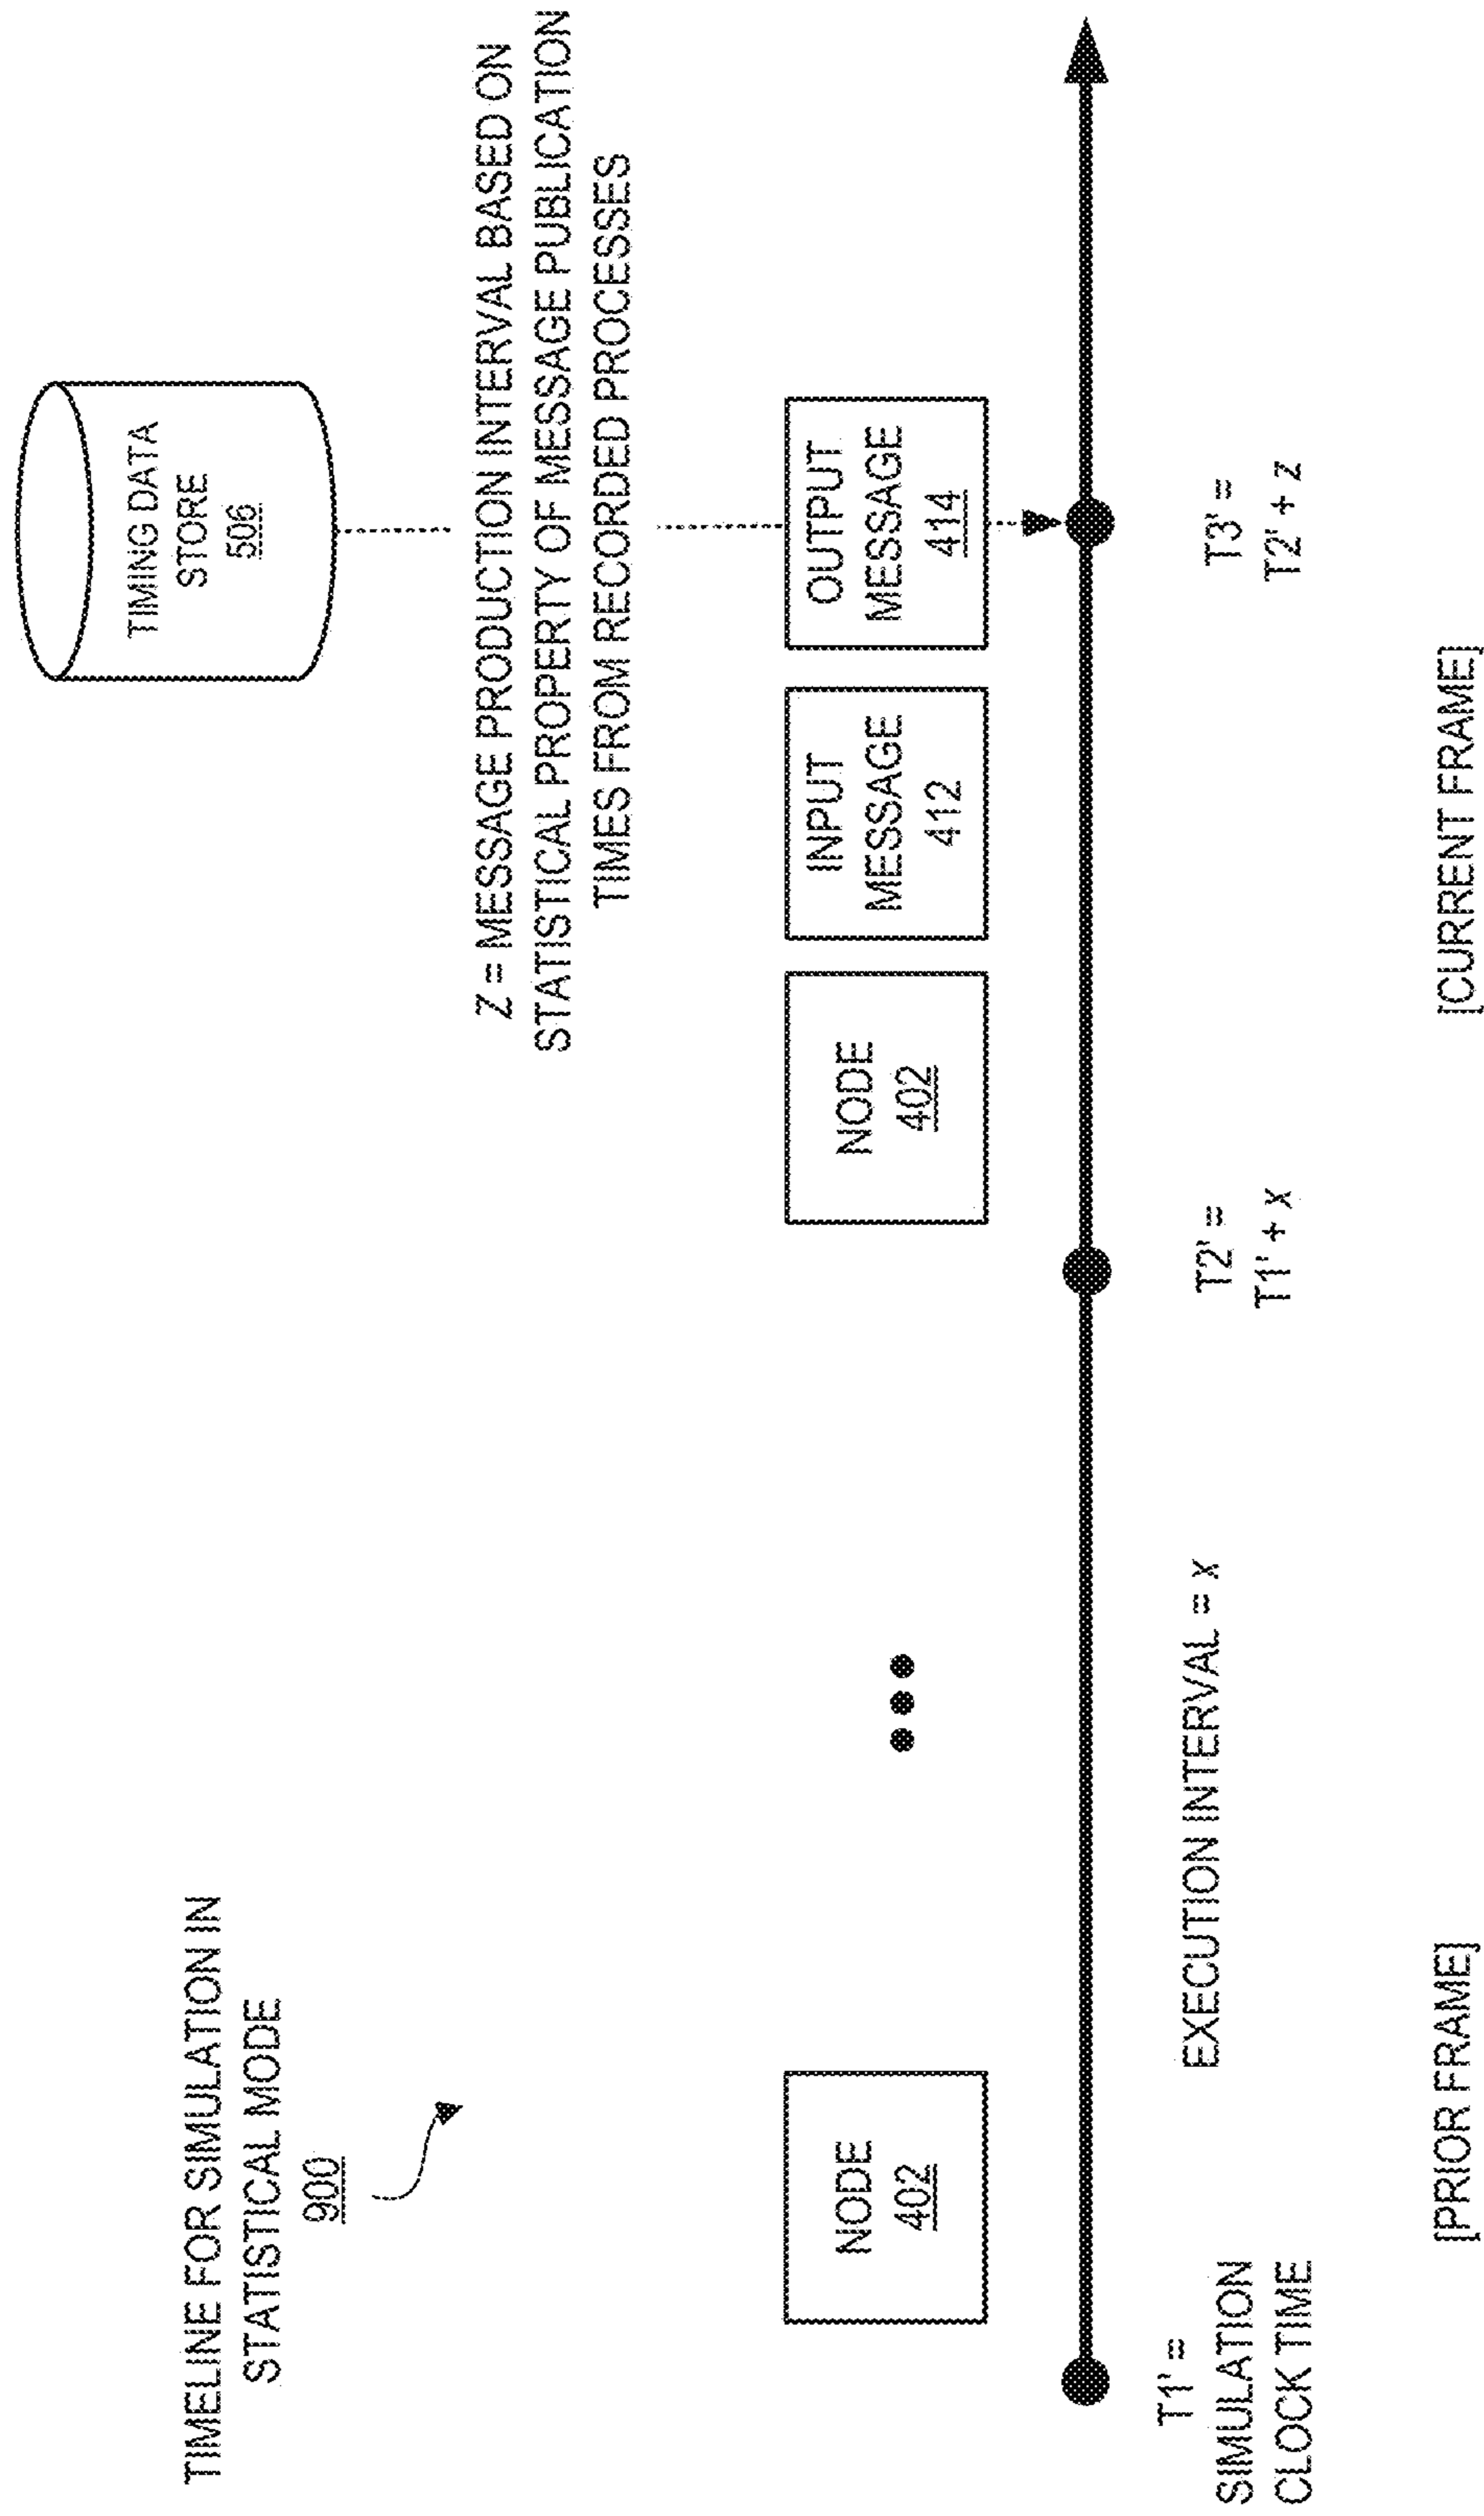 TIMELINE FOR SIMULATION IN
STATISTICAL MODE
900
TIMING DATA
STORE
506
Z = MESSAGE PRODUCTION INTERVAL BASED ON
STATISTICAL PROPERTY OF MESSAGE PUBLICATION
TIMES FROM RECORDED PROCESSES
NODE
402
NODE
402
INPUT
MESSAGE
412
OUTPUT
MESSAGE
414
T1' =
SIMULATION
CLOCK TIME
EXECUTION INTERVAL = x
T2' =
T1' + x
T3' =
T2' + z
[PRIOR FRAME]
[CURRENT FRAME]